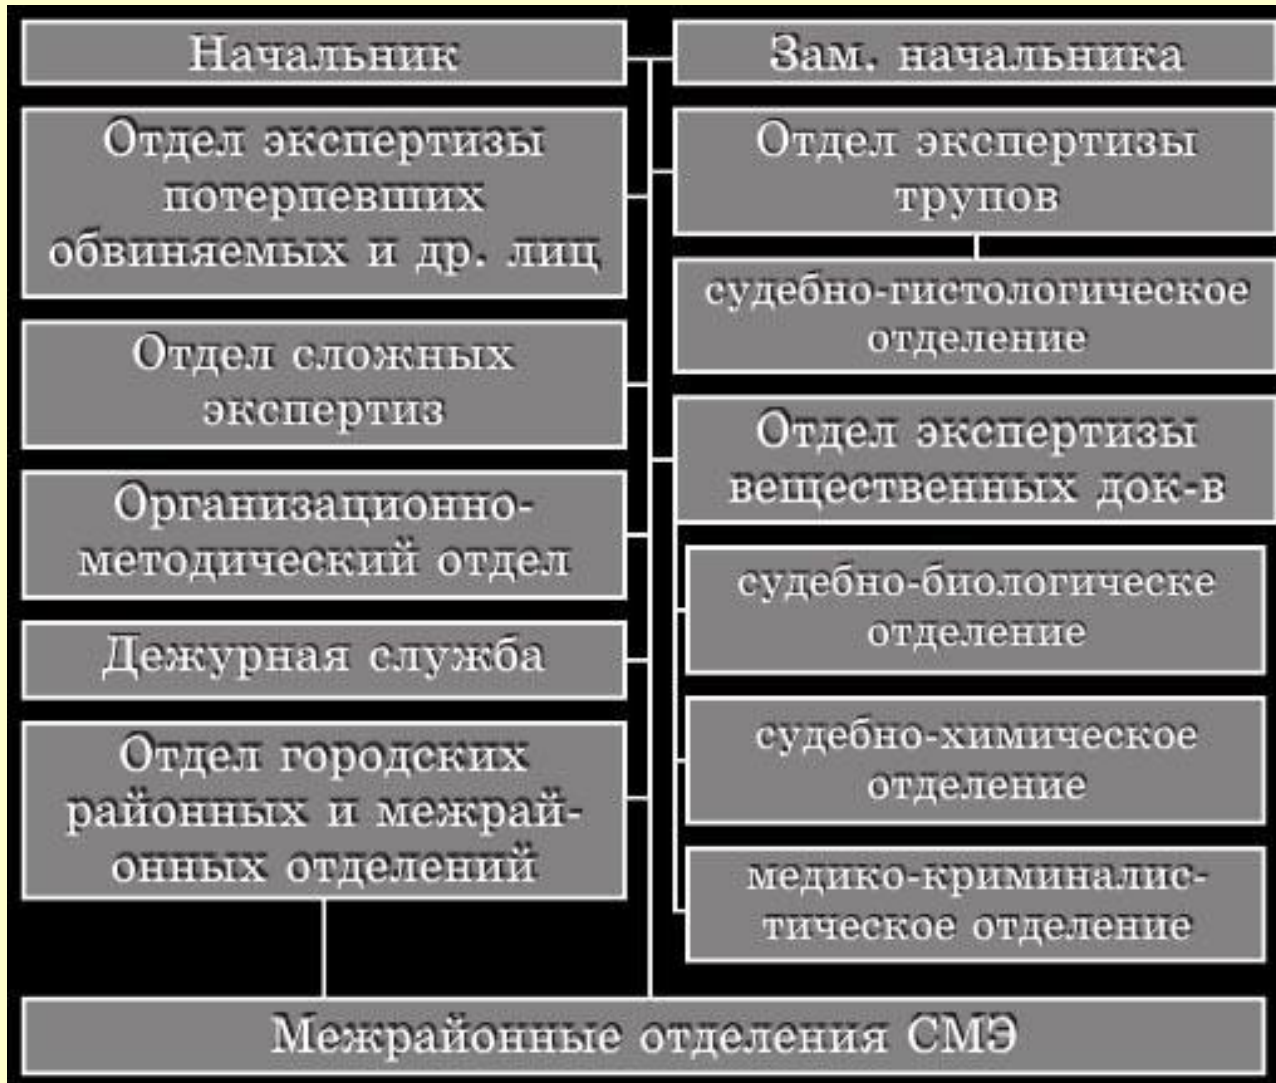 Начальник
Отдел экспертизы
потерпевших
обвиняемых и др. лиц
Отдел сложных
экспертиз
Организационно-
методический отдел
Дежурная служба
Отдел городских
районных и межрай-
онных отделений
Зам. начальника
Отдел экспертизы
трупов
судебно-гистологическое
отделение
Отдел экспертизы
вещественных док-в
судебно-биологическе
отделение
судебно-химическое
отделение
медико-криминалис-
тическое отделение
Межрайонные отделения СМЭ